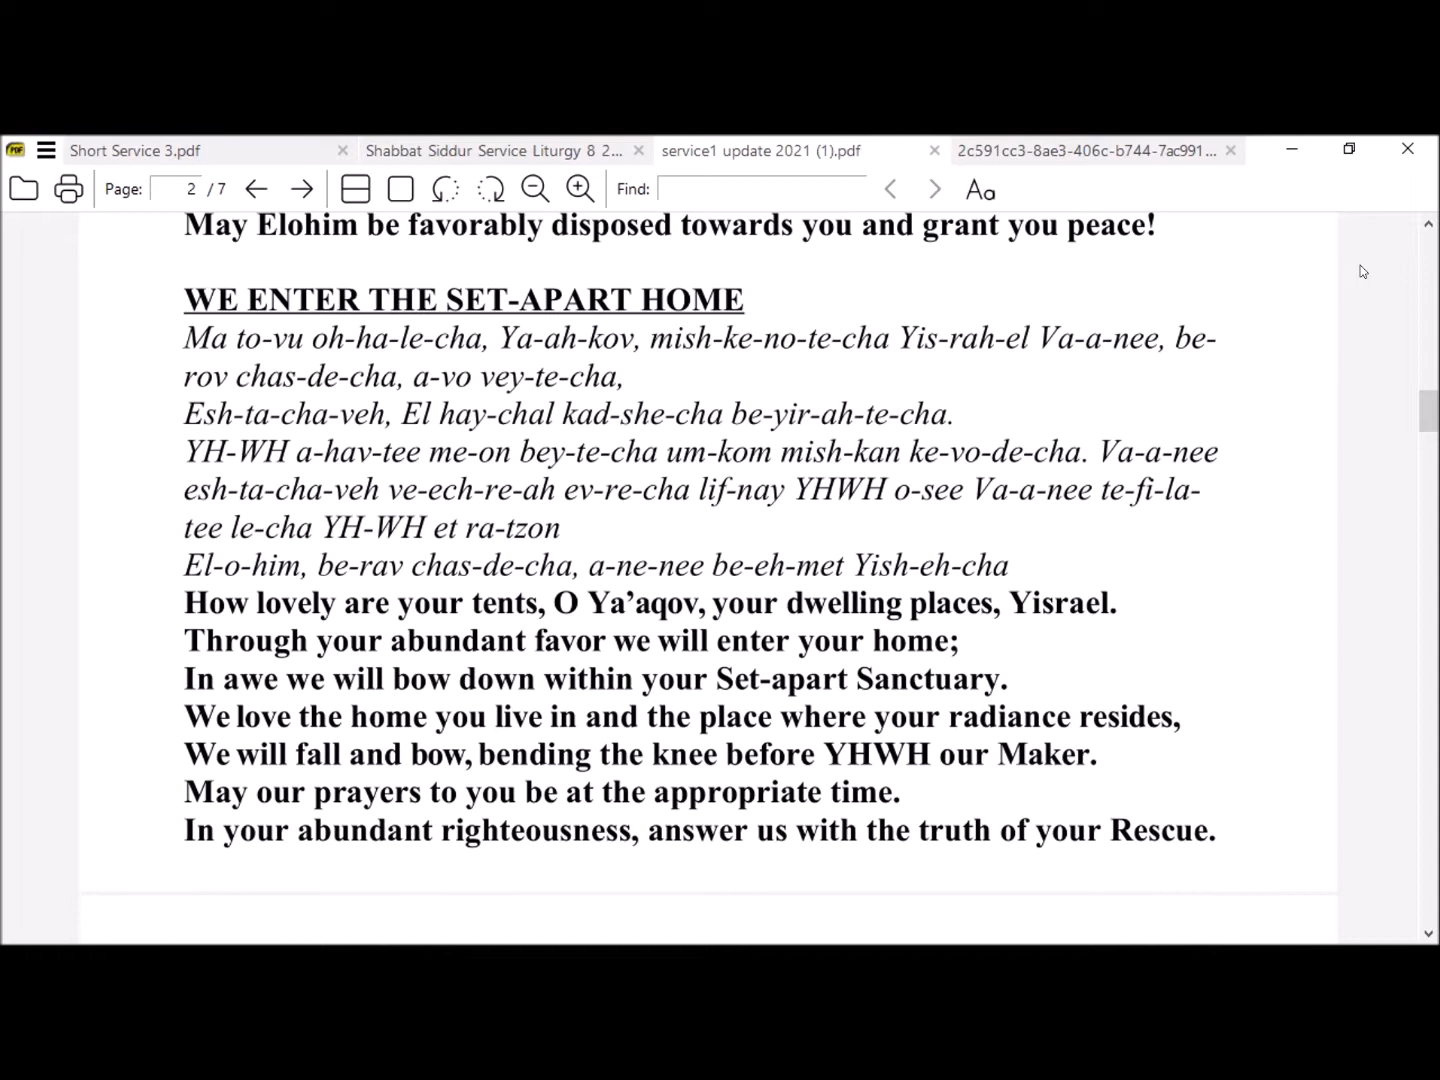 Short Service 3.pdf
Shabbat Siddur Service Liturgy 8 2...
service1 update 2021 (1).pdf
2c591cc3-8ae3-406c-b744-7ac991...
Page: 2 / 7
Find:
Aa
May Elohim be favorably disposed towards you and grant you peace!
WE ENTER THE SET-APART HOME
Ma to-vu oh-ha-le-cha, Ya-ah-kov, mish-ke-no-te-cha Yis-rah-el Va-a-nee, be-
rov chas-de-cha, a-vo vey-te-cha,
Esh-ta-cha-veh, El hay-chal kad-she-cha be-yir-ah-te-cha.
YH-WH a-hav-tee me-on bey-te-cha um-kom mish-kan ke-vo-de-cha. Va-a-nee
esh-ta-cha-veh ve-ech-re-ah ev-re-cha lif-nay YHWH o-see Va-a-nee te-fi-la-
tee le-cha YH-WH et ra-tzon
El-o-him, be-rav chas-de-cha, a-ne-nee be-eh-met Yish-eh-cha
How lovely are your tents, O Ya’aqov, your dwelling places, Yisrael.
Through your abundant favor we will enter your home;
In awe we will bow down within your Set-apart Sanctuary.
We love the home you live in and the place where your radiance resides,
We will fall and bow, bending the knee before YHWH our Maker.
May our prayers to you be at the appropriate time.
In your abundant righteousness, answer us with the truth of your Rescue.